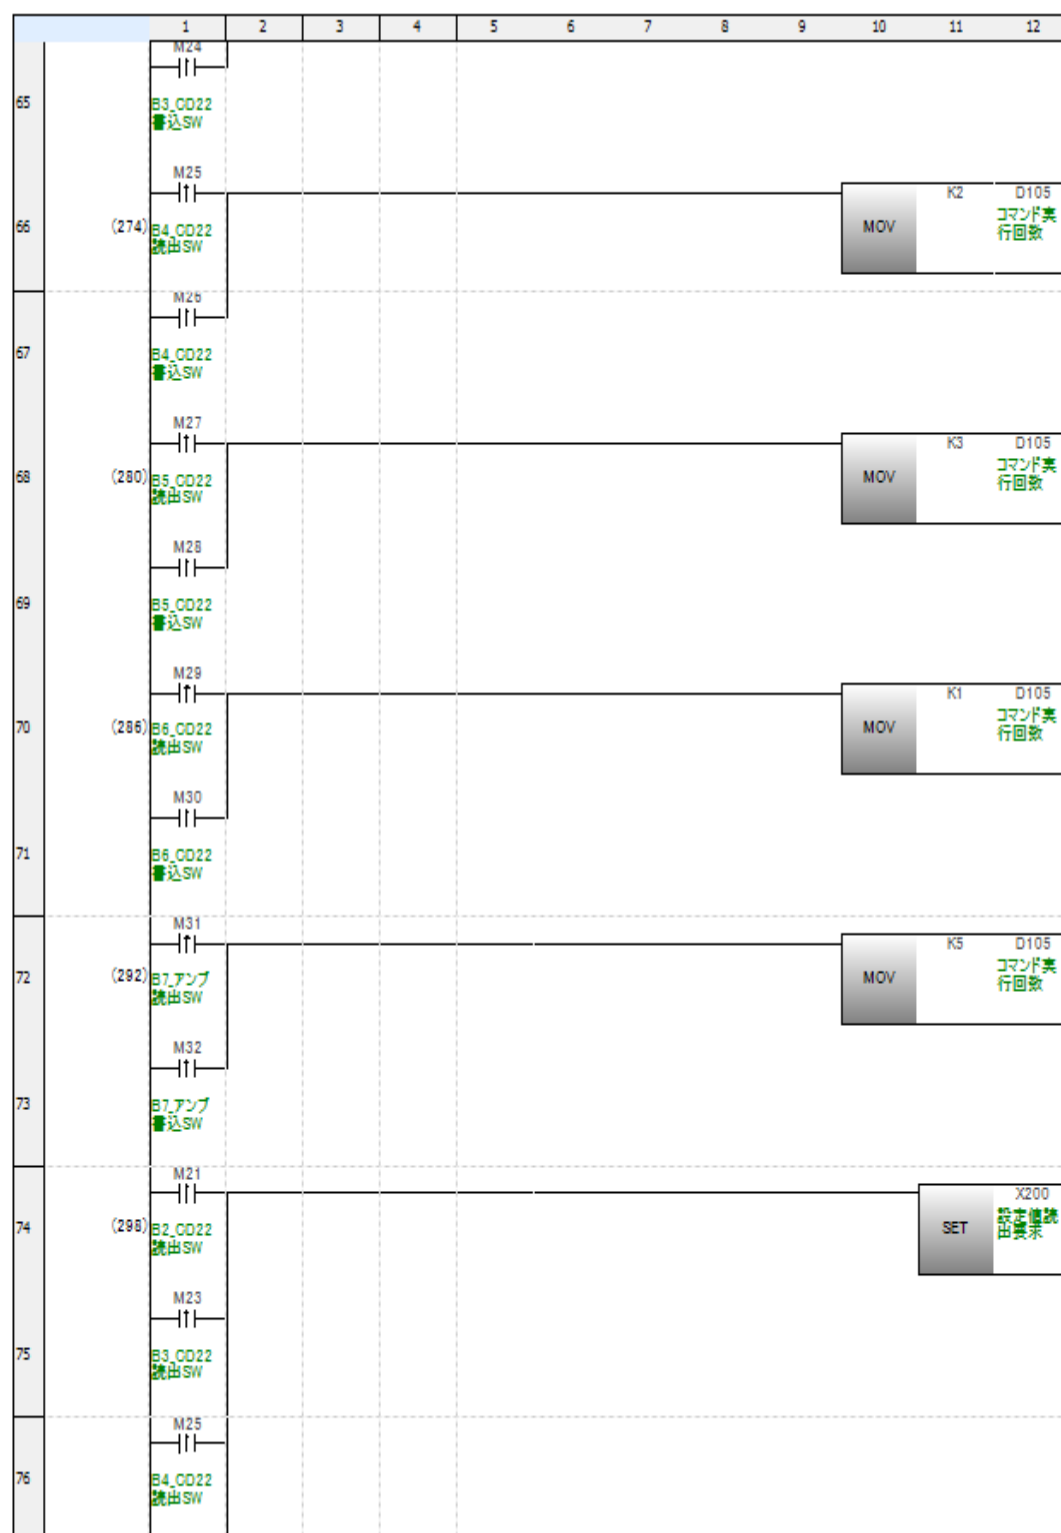 1 2 3 4 5 6 7 8 9 10 11 12
M24
65
B3_CD22
書込SW
M25
K2 D105
66 (274) B4_CD22
読出SW
MOV
コマンド実
行回数
M26
67
B4_CD22
書込SW
M27
K3 D105
68 (280) B5_CD22
読出SW
MOV
コマンド実
行回数
M28
69
B5_CD22
書込SW
M29
K1 D105
70 (286) B6_CD22
読出SW
MOV
コマンド実
行回数
M30
71
B6_CD22
書込SW
M31
K5 D105
72 (292) B7_アンプ
読出SW
MOV
コマンド実
行回数
M32
73
B7_アンプ
書込SW
M21
X200
74 (298) B2_CD22
読出SW
SET
設定値読
出要求
M23
75
B3_CD22
読出SW
M25
76
B4_CD22
読出SW